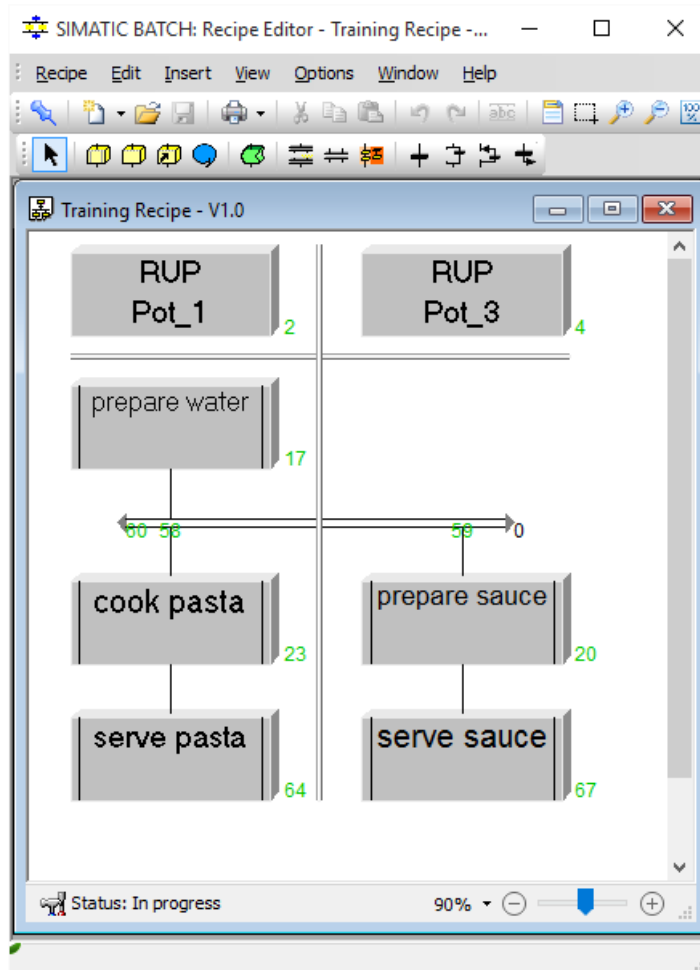 SIMATIC BATCH: Recipe Editor - Training Recipe -...
Recipe Edit Insert View Options Window Help
abc 100 %
Training Recipe - V1.0
RUP
Pot_1
2
RUP
Pot_3
4
prepare water
17
60 58 59 0
cook pasta
23
prepare sauce
20
serve pasta
64
serve sauce
67
Status: In progress 90%